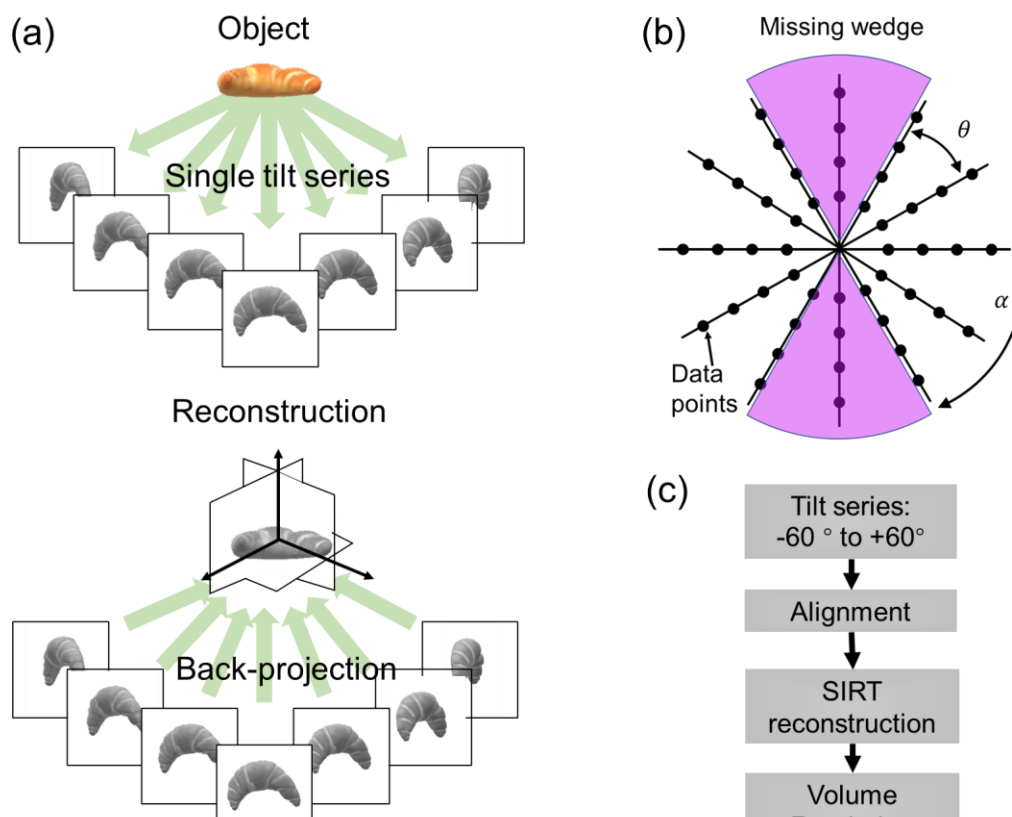 (a)
Object
Single tilt series
Reconstruction
Back-projection
(b)
Missing wedge
θ
α
Data
points
(c)
Tilt series:
-60 ° to +60°
Alignment
SIRT
reconstruction
Volume